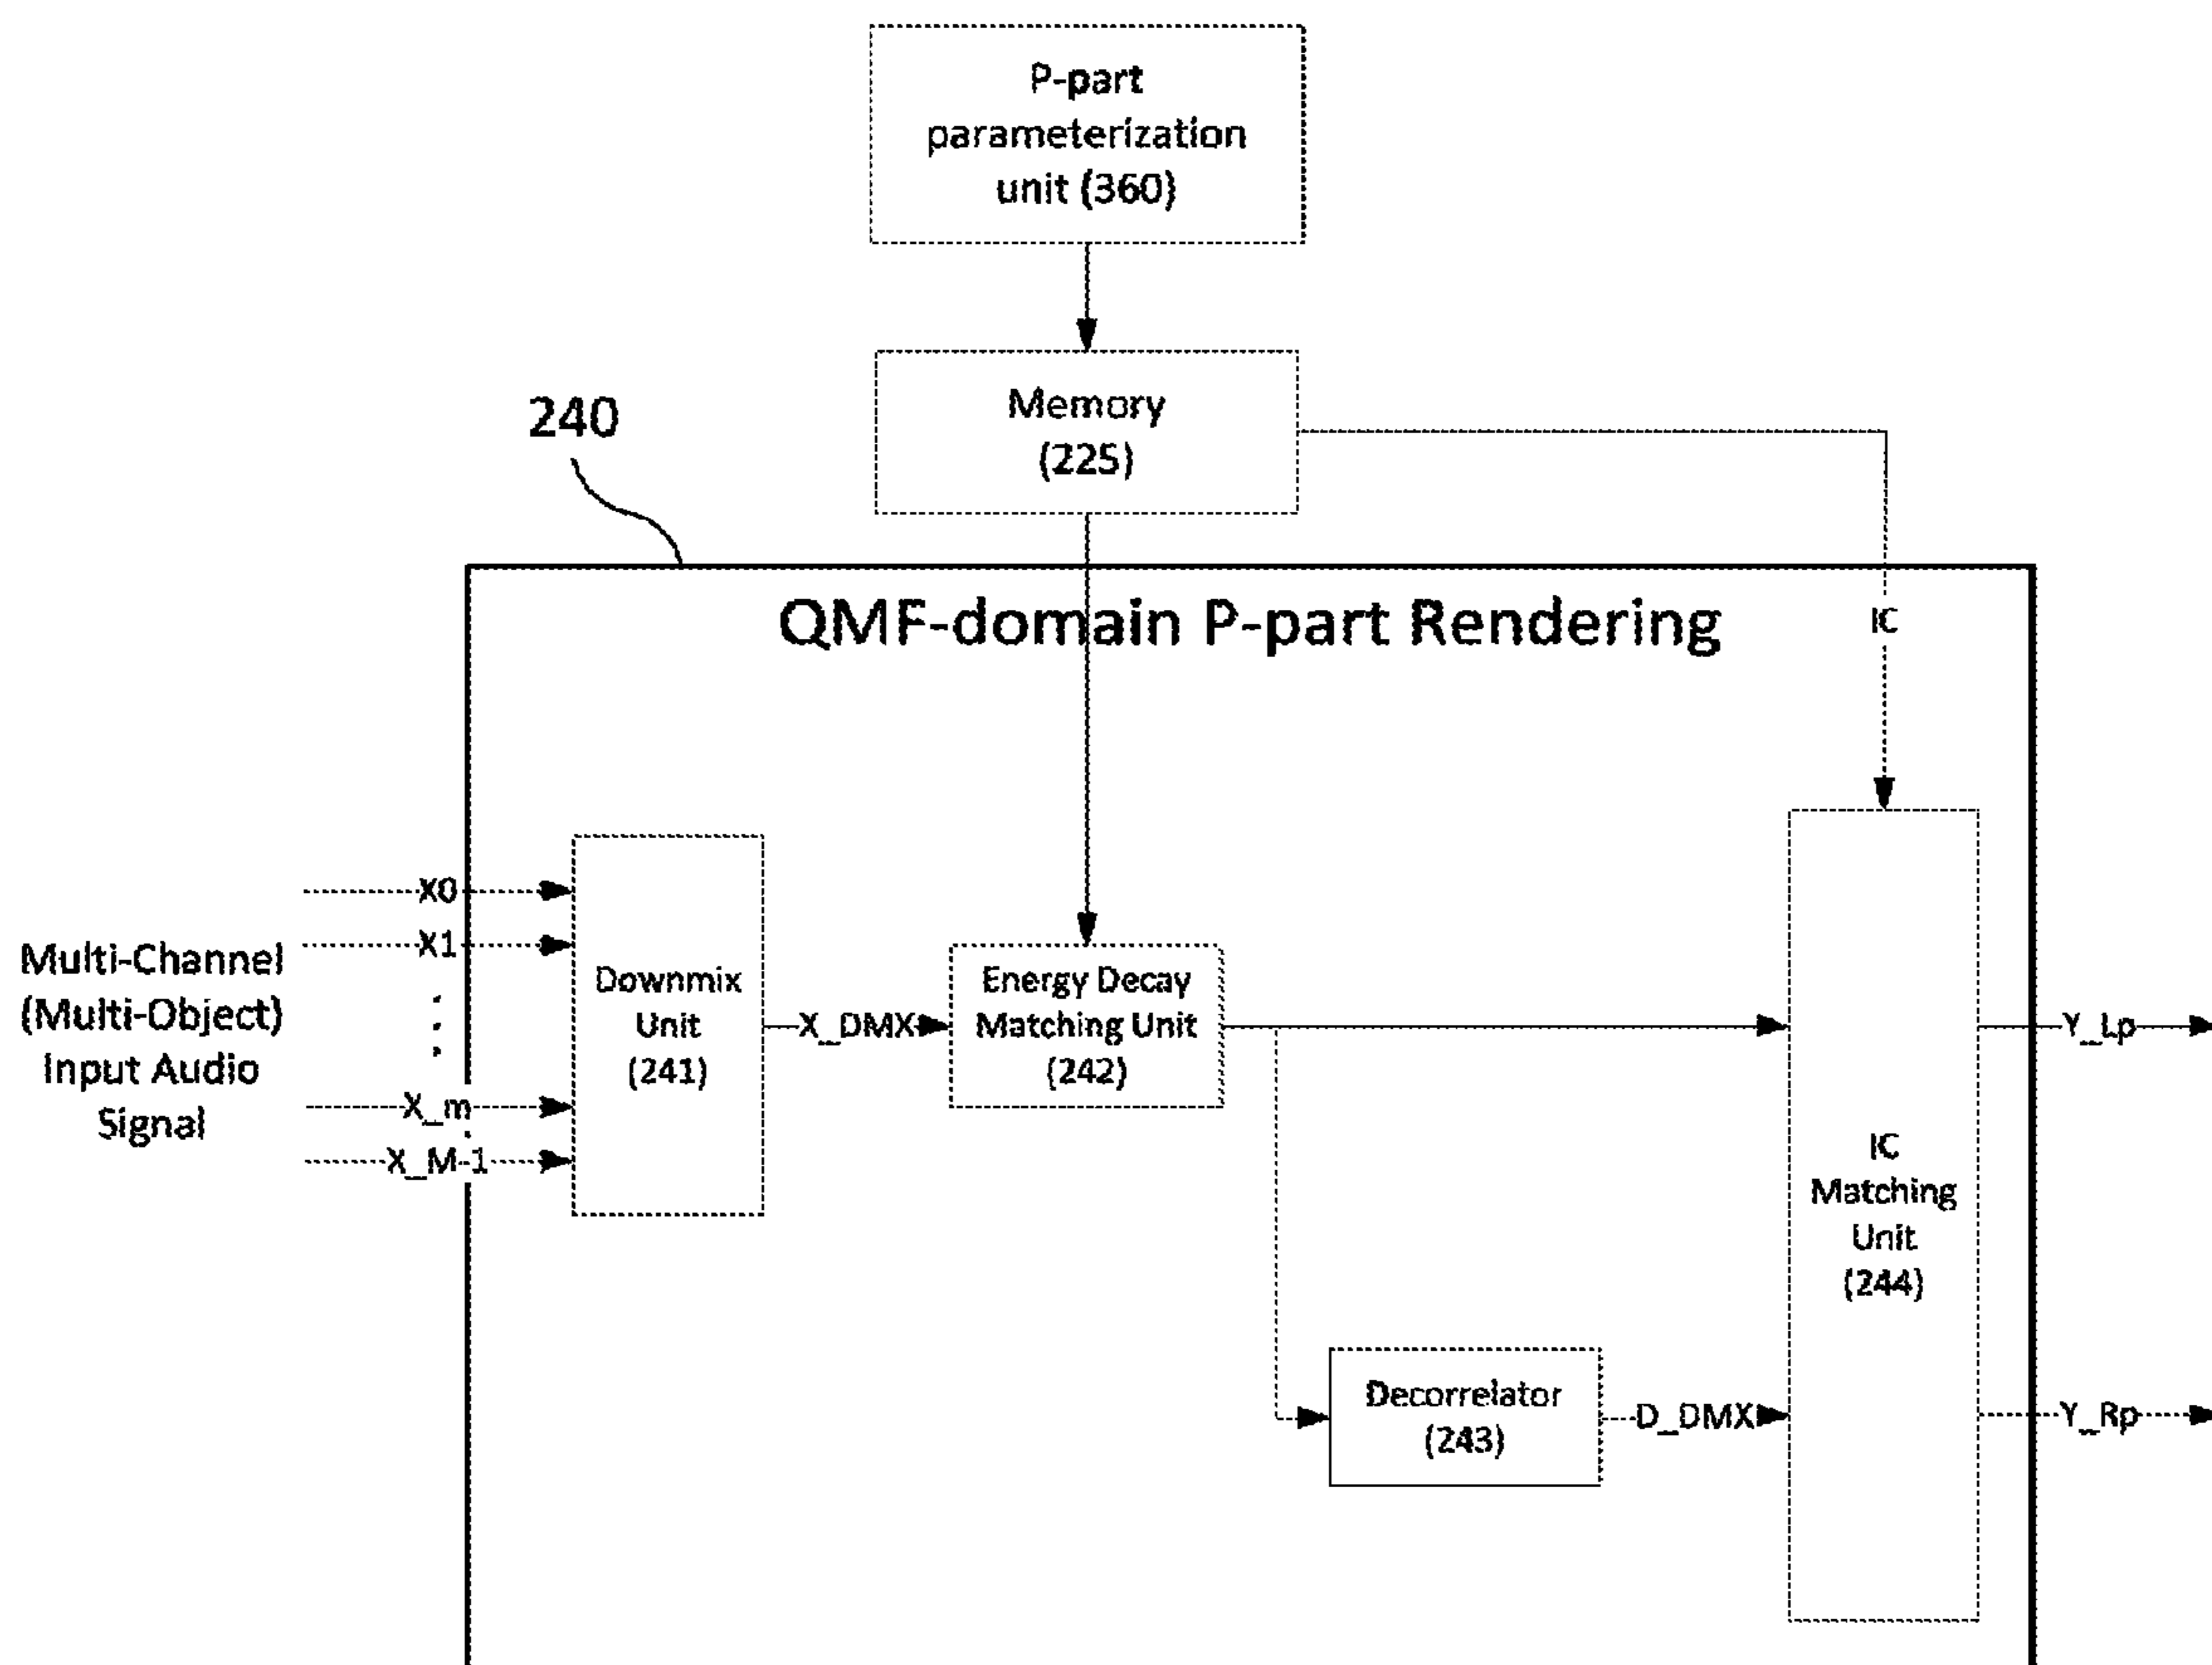 P-part
parameterization
unit (360)
Memory
(225)
240
QMF-domain P-part Rendering
IC
Multi-Channel
(Multi-Object)
Input Audio
Signal
X0
X1
X_m
X_M-1
Downmix
Unit
(241)
X_DMX
Energy Decay
Matching Unit
(242)
Decorrelator
(243)
D_DMX
IC
Matching
Unit
(244)
Y_Lp
Y_Rp